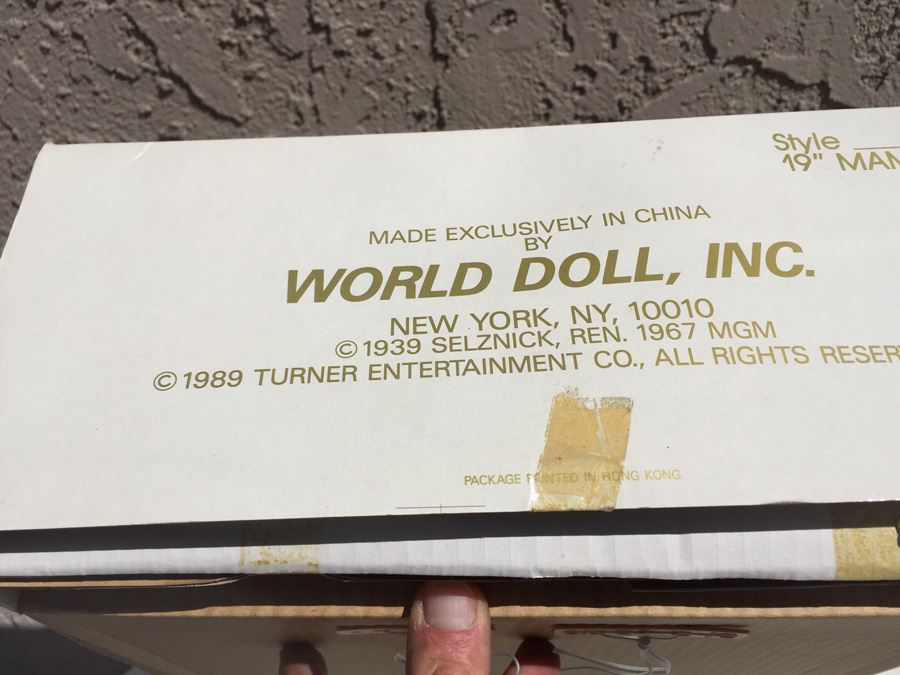 Style
19"
MADE EXCLUSIVELY IN CHINA
BY
WORLD DOLL, INC.
NEW YORK, NY, 10010
© 1939 SELZNICK, REN. 1967 MGM
© 1989 TURNER ENTERTAINMENT CO., ALL RIGHTS RESER
PACKAGE PRINTED IN HONG KONG